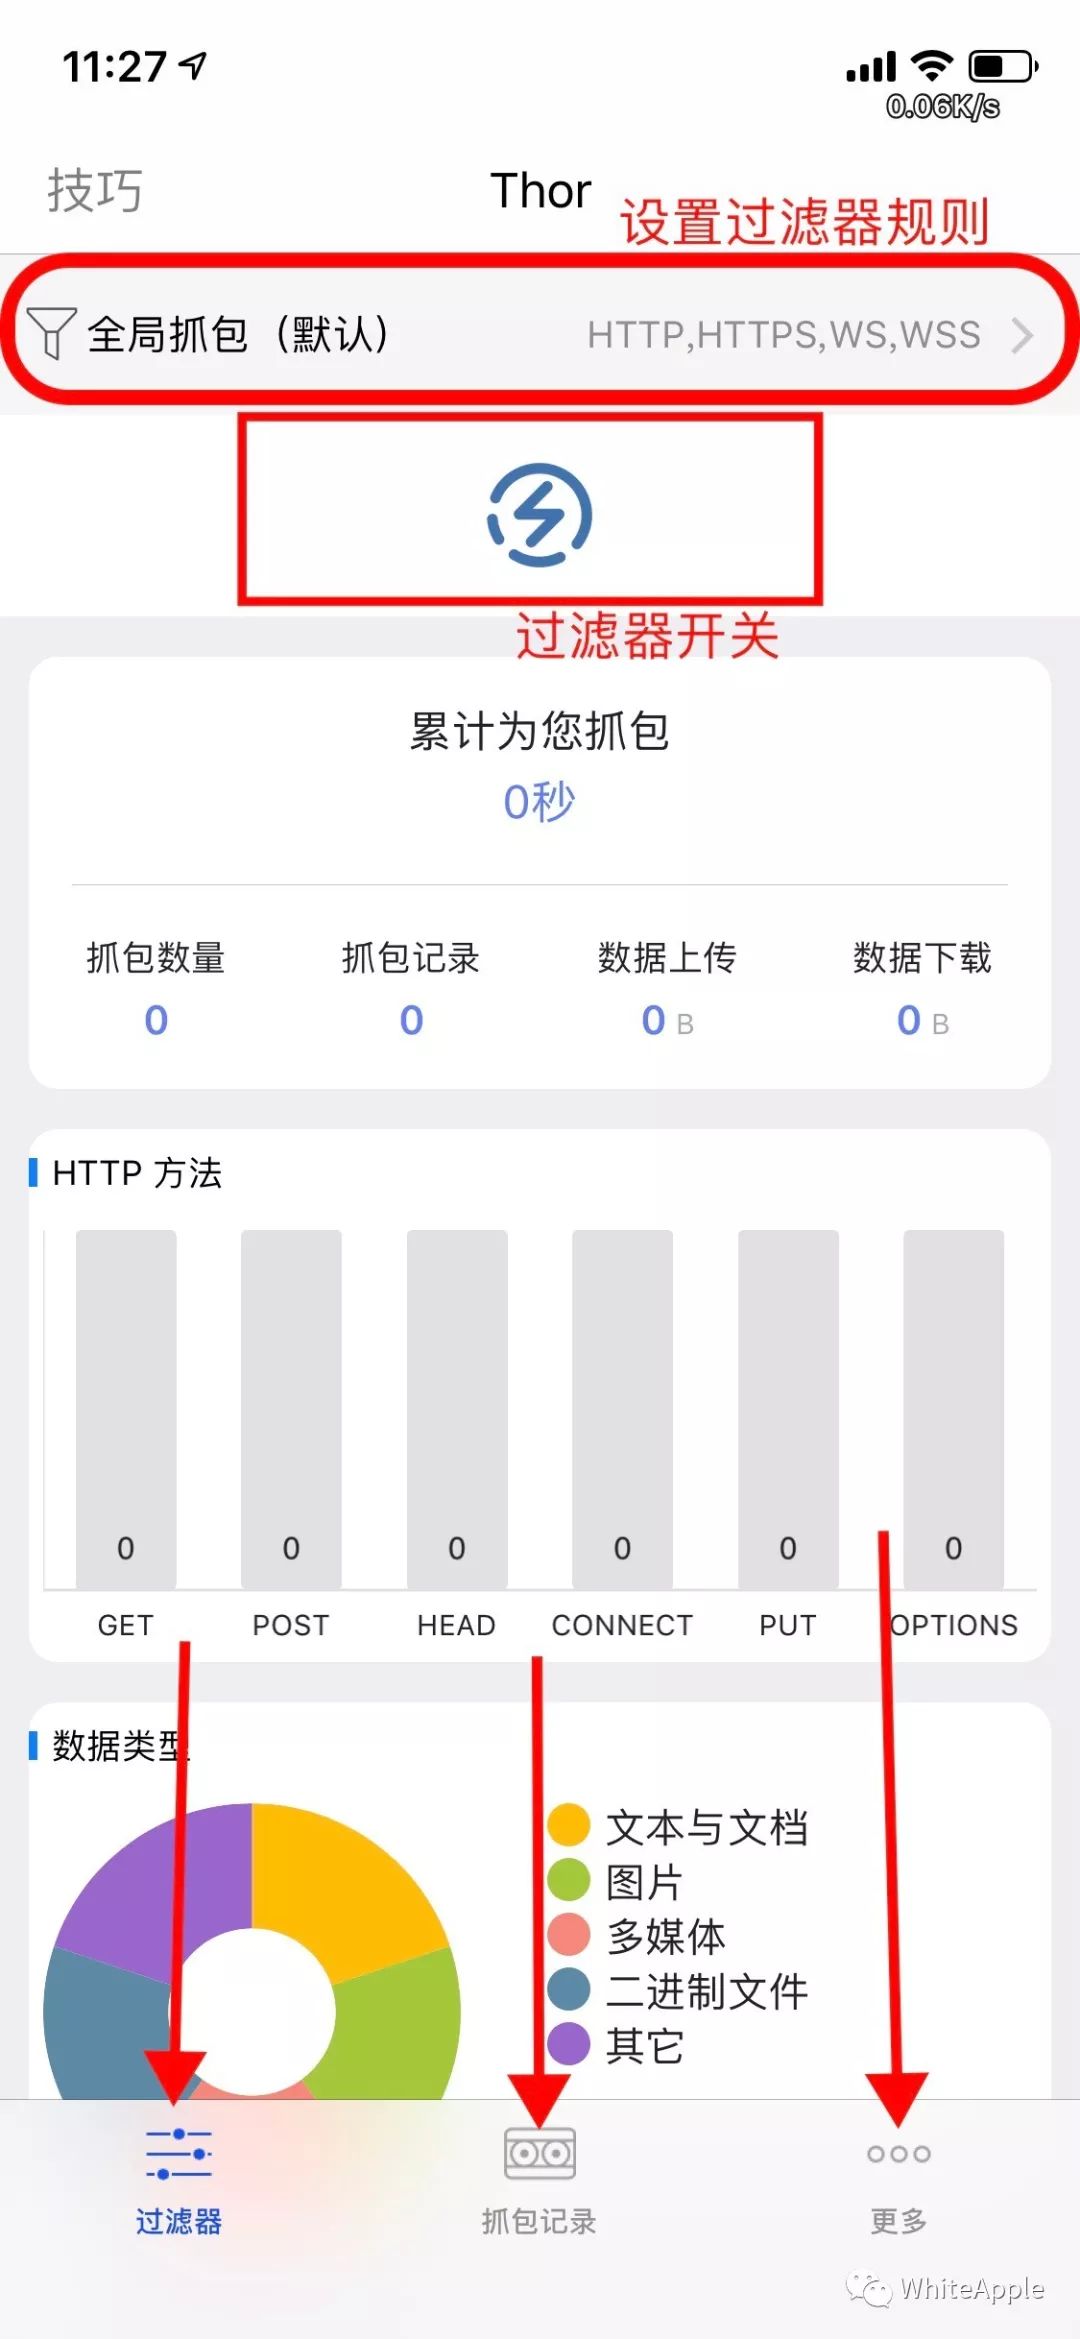 11:27
0.06K/s
技巧
Thor
设置过滤器规则
全局抓包（默认）
HTTP,HTTPS,WS,WSS
过滤器开关
累计为您抓包
0秒
抓包数量 抓包记录 数据上传 数据下载
0 0 0 B 0 B
HTTP 方法
0 0 0 0 0 0
GET POST HEAD CONNECT PUT OPTIONS
数据类型
文本与文档
图片
多媒体
二进制文件
其它
过滤器 抓包记录 更多
WhiteApple